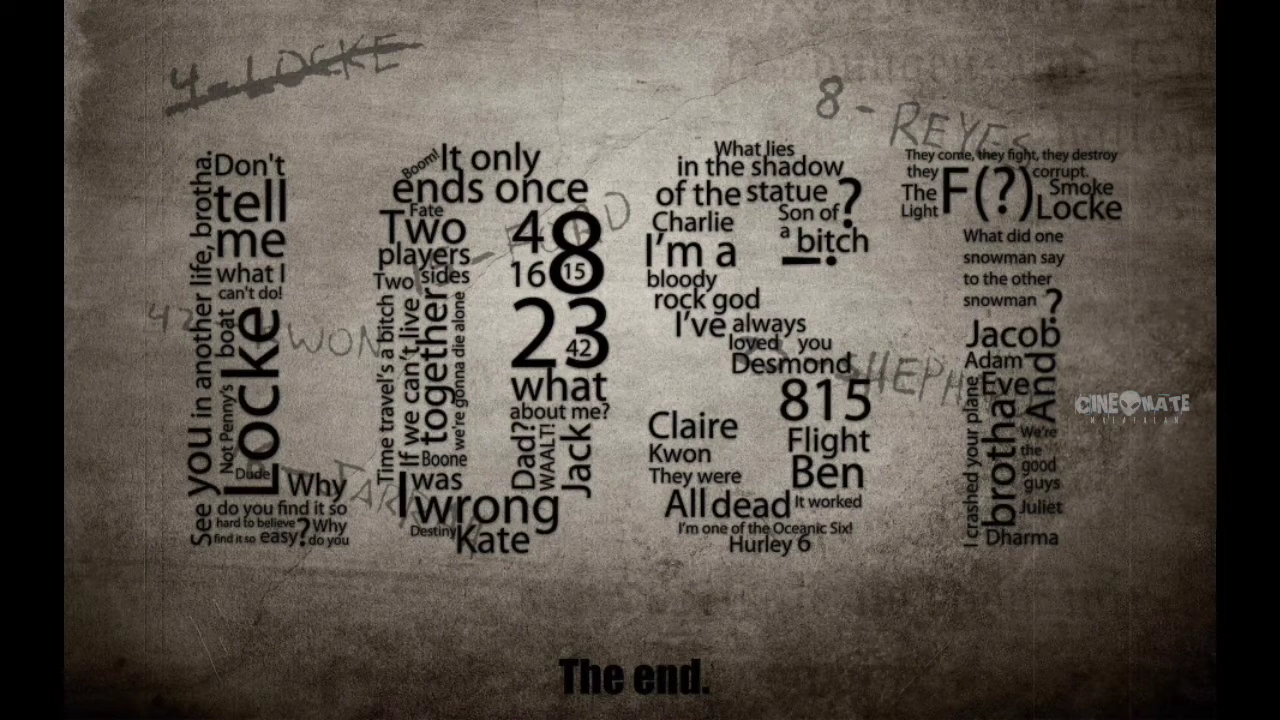 4-LOCKE
8 - REYES
See you in another life, brotha.
Don't
tell
me
what I
can't do!
Not Penny's boat
Locke
Dude
Why
do you find it so
hard to believe? Why
find it so easy? do you
Boom!
It only
ends once
Fate
Two
players
Two sides
Time travel's a bitch
If we can't live
together
we're gonna die alone
Boone
I was
wrong
Destiny
Kate
4 8
16 15
23
42
what
about me?
Dad??
WAALT!
Jack
What lies
in the shadow
of the statue?
Charlie
Son of
a bitch
I'm a
bloody
rock god
I've always
loved you
Desmond
815
Flight
Claire
Kwon
Ben
They were
All dead
It worked
I'm one of the Oceanic Six!
Hurley 6
They come, they fight, they destroy
they corrupt.
The
Light
F(?)
Smoke
Locke
What did one
snowman say
to the other
snowman ?
Jacob
Adam
And
Eve
I crashed your plane
brotha
We're
the
good
guys
Juliet
Dharma
42
WON
FORD
SHEPH
CINEMATE
MALAYALAM
The end.